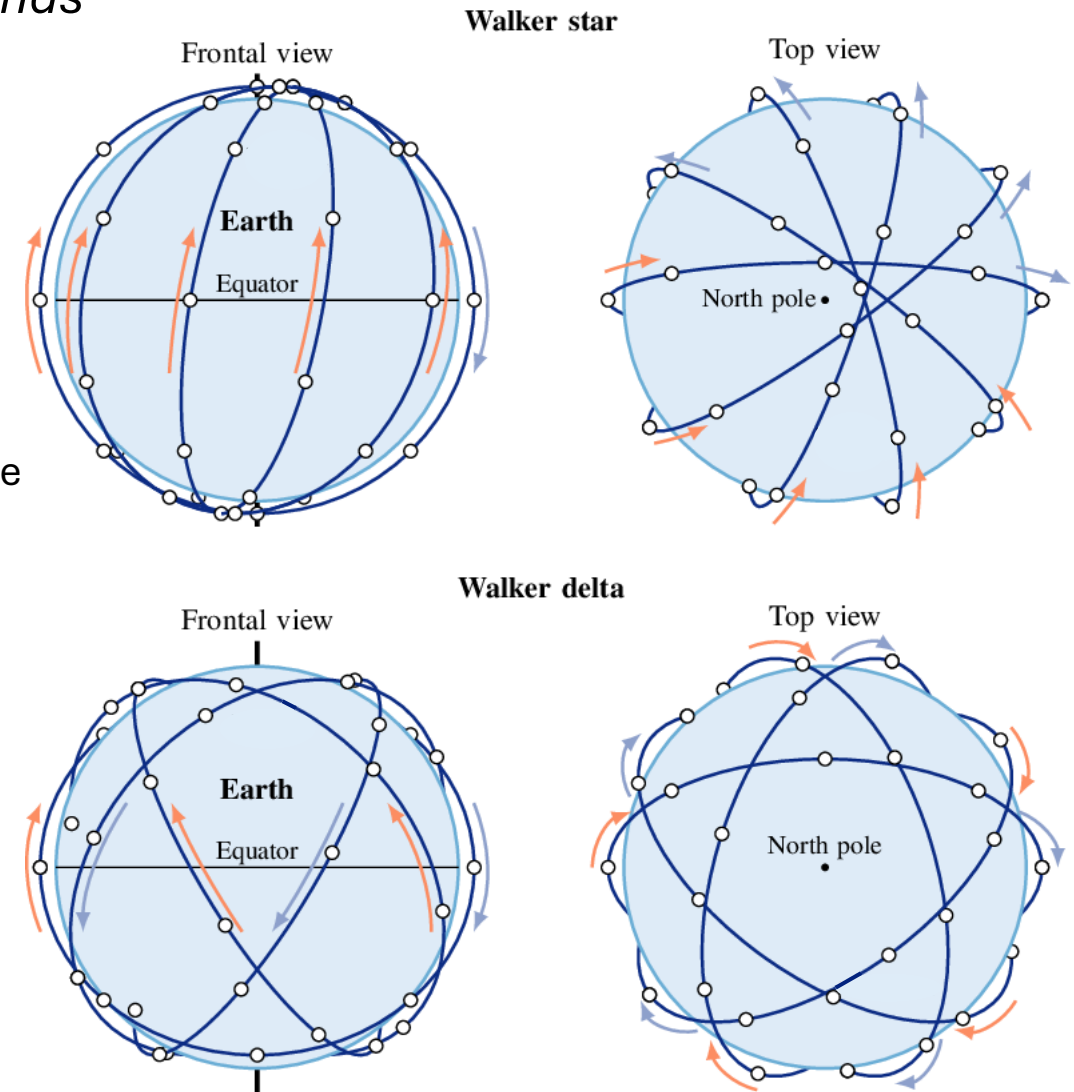 Walker star
Frontal view
Top view
Earth
Equator
North pole
e
Walker delta
Frontal view
Top view
Earth
Equator
North pole